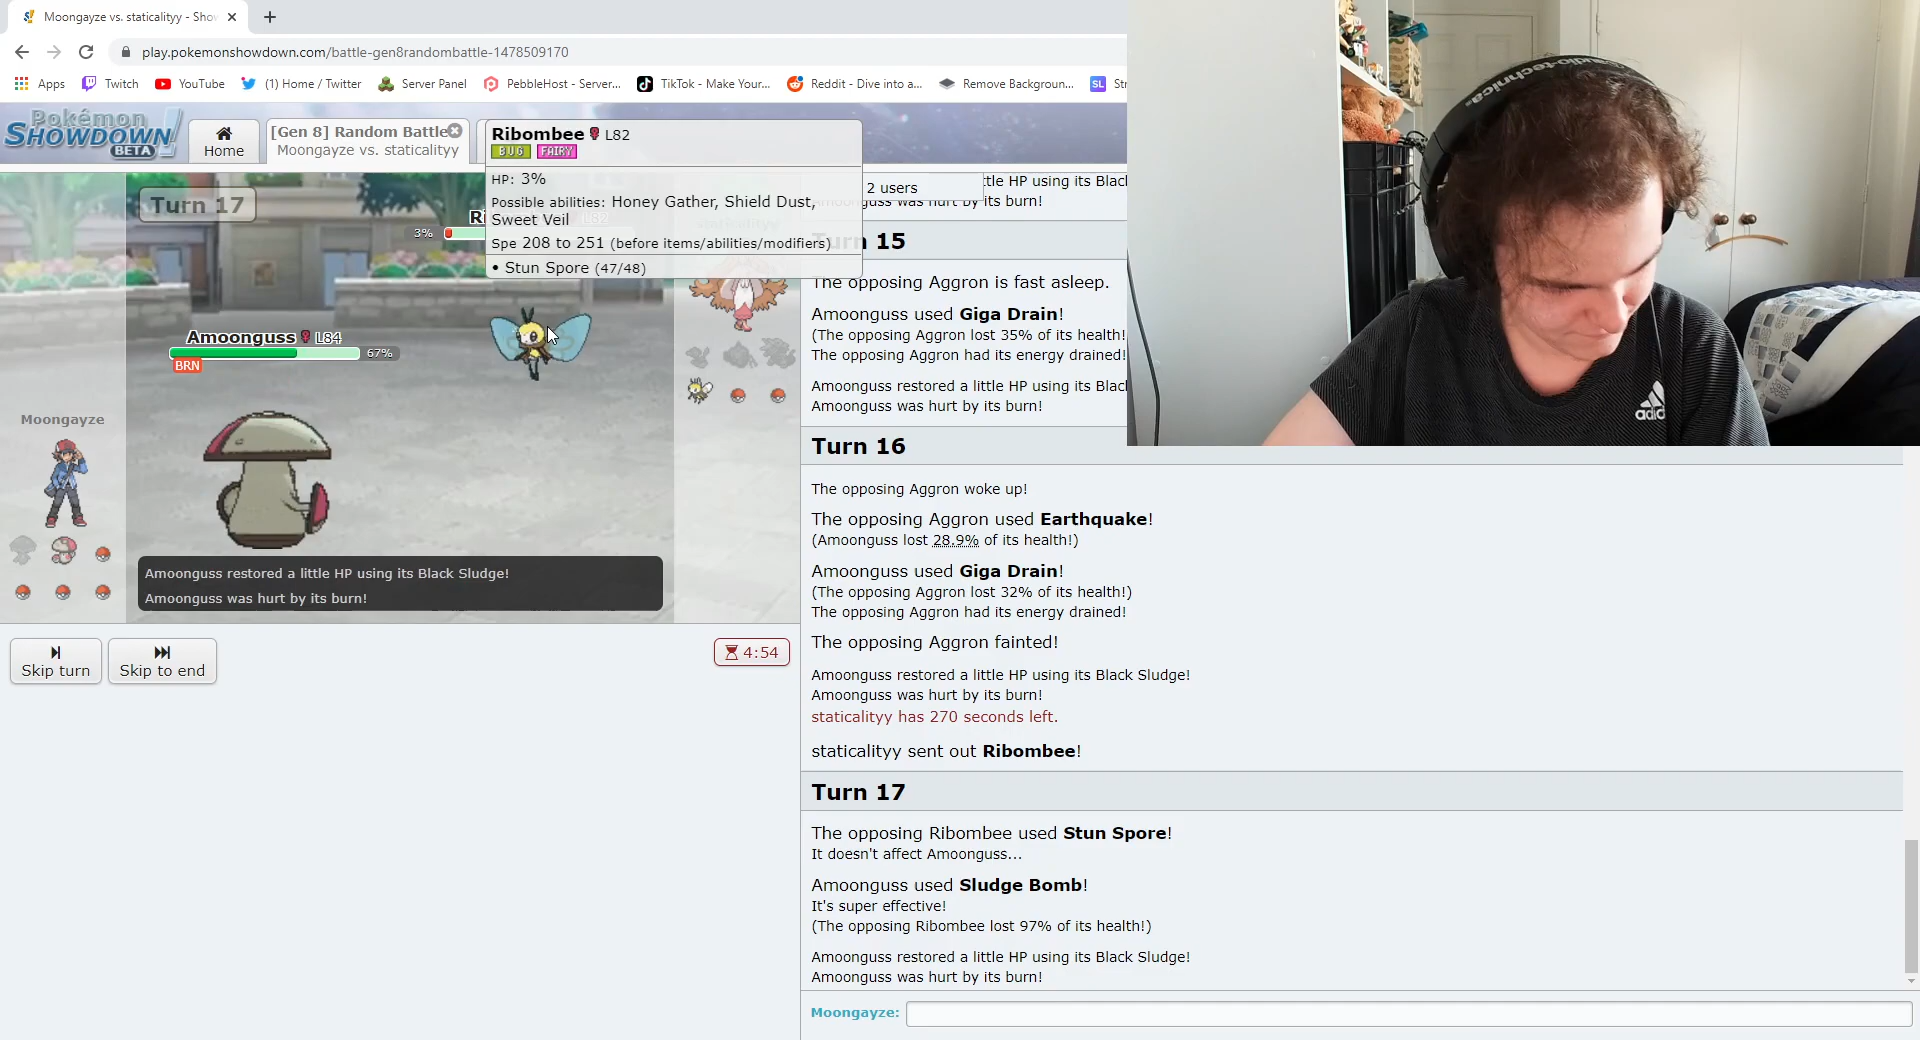 Moongayze vs. staticalityy - Sho
play.pokemonshowdown.com/battle-gen8randombattle-1478509170
Apps
Twitch
YouTube
(1) Home / Twitter
Server Panel
PebbleHost - Server...
TikTok - Make Your...
Reddit - Dive into a...
Remove Backgroun...
SL
Pokémon
SHOWDOWN!
BETA
Home
[Gen 8] Random Battle
Moongayze vs. staticalityy
Ribombee L82
BUG FAIRY
HP: 3%
Possible abilities: Honey Gather, Shield Dust,
Sweet Veil
Spe 208 to 251 (before items/abilities/modifiers)
• Stun Spore (47/48)
Turn 17
3%
Amoonguss L84
67%
BRN
Moongayze
Amoonguss restored a little HP using its Black Sludge!
Amoonguss was hurt by its burn!
Skip turn
Skip to end
4:54
2 users
HP using its Black
its burn!
15
The opposing Aggron is fast asleep.
Amoonguss used Giga Drain!
(The opposing Aggron lost 35% of its health!
The opposing Aggron had its energy drained!
Amoonguss restored a little HP using its Blac
Amoonguss was hurt by its burn!
Turn 16
The opposing Aggron woke up!
The opposing Aggron used Earthquake!
(Amoonguss lost 28.9% of its health!)
Amoonguss used Giga Drain!
(The opposing Aggron lost 32% of its health!)
The opposing Aggron had its energy drained!
The opposing Aggron fainted!
Amoonguss restored a little HP using its Black Sludge!
Amoonguss was hurt by its burn!
staticalityy has 270 seconds left.
staticalityy sent out Ribombee!
Turn 17
The opposing Ribombee used Stun Spore!
It doesn't affect Amoonguss...
Amoonguss used Sludge Bomb!
It's super effective!
(The opposing Ribombee lost 97% of its health!)
Amoonguss restored a little HP using its Black Sludge!
Amoonguss was hurt by its burn!
Moongayze:
audio-technica
adid